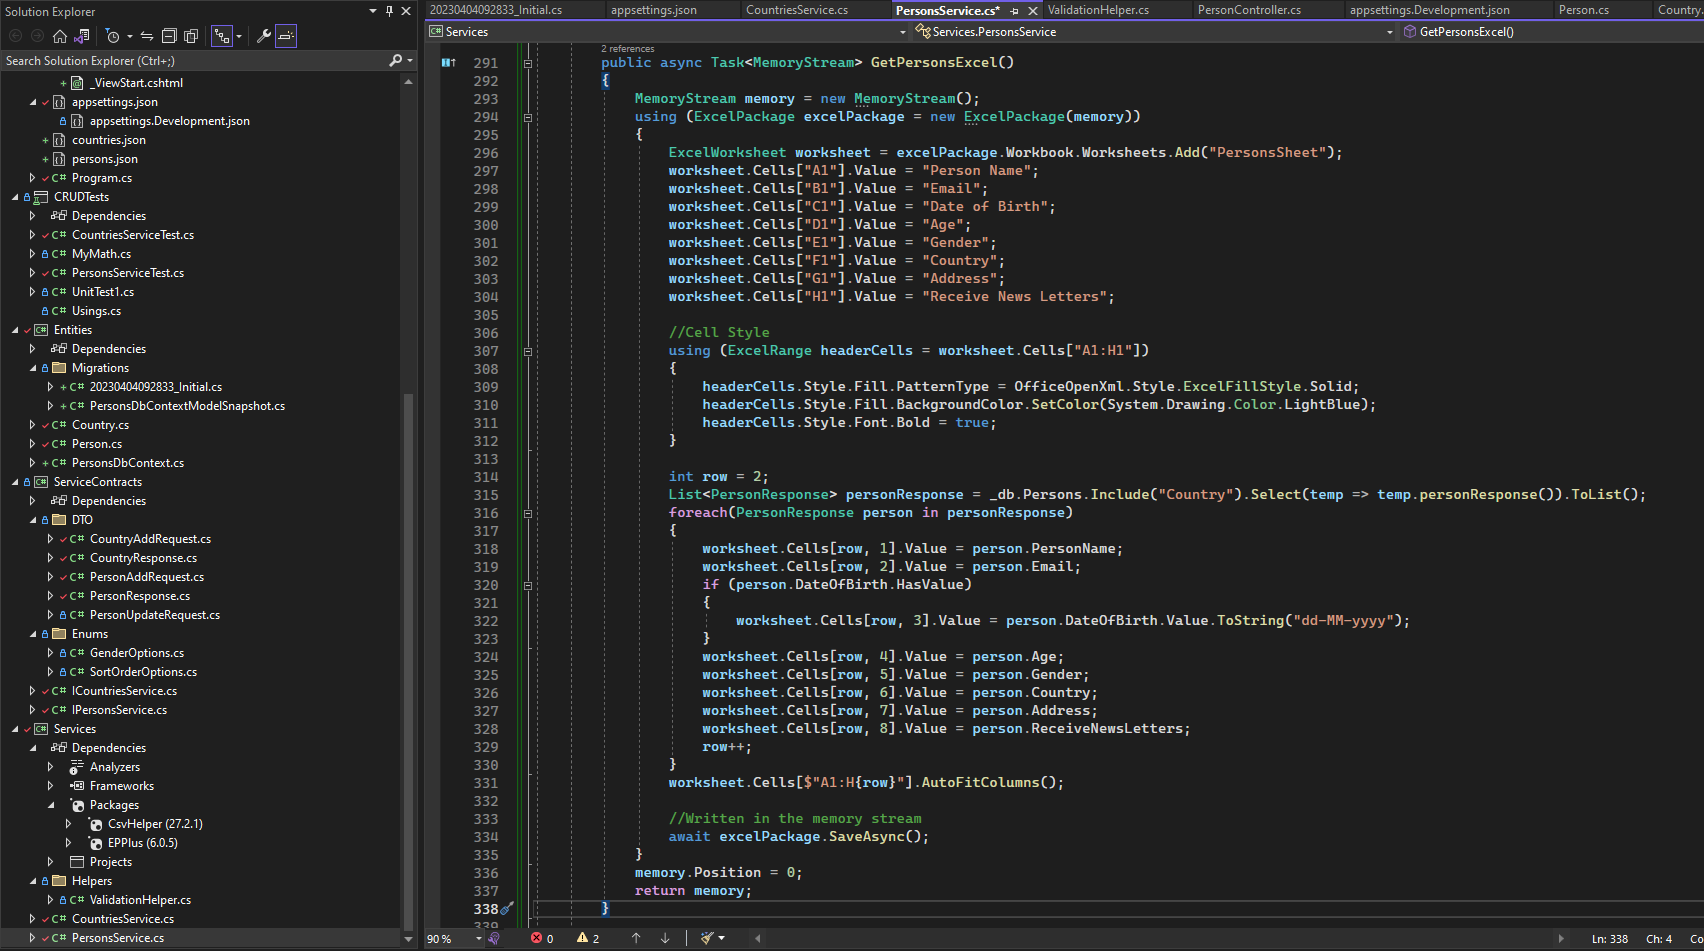 Solution Explorer
Search Solution Explorer (Ctrl+;)
_ViewStart.cshtml
appsettings.json
appsettings.Development.json
countries.json
persons.json
Program.cs
CRUDTests
Dependencies
CountriesServiceTest.cs
MyMath.cs
PersonsServiceTest.cs
UnitTest1.cs
Usings.cs
Entities
Dependencies
Migrations
20230404092833_Initial.cs
PersonsDbContextModelSnapshot.cs
Country.cs
Person.cs
PersonsDbContext.cs
ServiceContracts
Dependencies
DTO
CountryAddRequest.cs
CountryResponse.cs
PersonAddRequest.cs
PersonResponse.cs
PersonUpdateRequest.cs
Enums
GenderOptions.cs
SortOrderOptions.cs
ICountriesService.cs
IPersonsService.cs
Services
Dependencies
Analyzers
Frameworks
Packages
CsvHelper (27.2.1)
EPPlus (6.0.5)
Projects
Helpers
ValidationHelper.cs
CountriesService.cs
PersonsService.cs
20230404092833_Initial.cs appsettings.json CountriesService.cs PersonsService.cs* ValidationHelper.cs PersonController.cs appsettings.Development.json Person.cs Country.
Services Services.PersonsService GetPersonsExcel()
2 references
291 public async Task<MemoryStream> GetPersonsExcel()
292 {
293 MemoryStream memory = new MemoryStream();
294 using (ExcelPackage excelPackage = new ExcelPackage(memory))
295 {
296 ExcelWorksheet worksheet = excelPackage.Workbook.Worksheets.Add("PersonsSheet");
297 worksheet.Cells["A1"].Value = "Person Name";
298 worksheet.Cells["B1"].Value = "Email";
299 worksheet.Cells["C1"].Value = "Date of Birth";
300 worksheet.Cells["D1"].Value = "Age";
301 worksheet.Cells["E1"].Value = "Gender";
302 worksheet.Cells["F1"].Value = "Country";
303 worksheet.Cells["G1"].Value = "Address";
304 worksheet.Cells["H1"].Value = "Receive News Letters";
305
306 //Cell Style
307 using (ExcelRange headerCells = worksheet.Cells["A1:H1"])
308 {
309 headerCells.Style.Fill.PatternType = OfficeOpenXml.Style.ExcelFillStyle.Solid;
310 headerCells.Style.Fill.BackgroundColor.SetColor(System.Drawing.Color.LightBlue);
311 headerCells.Style.Font.Bold = true;
312 }
313
314 int row = 2;
315 List<PersonResponse> personResponse = _db.Persons.Include("Country").Select(temp => temp.personResponse()).ToList();
316 foreach(PersonResponse person in personResponse)
317 {
318 worksheet.Cells[row, 1].Value = person.PersonName;
319 worksheet.Cells[row, 2].Value = person.Email;
320 if (person.DateOfBirth.HasValue)
321 {
322 worksheet.Cells[row, 3].Value = person.DateOfBirth.Value.ToString("dd-MM-yyyy");
323 }
324 worksheet.Cells[row, 4].Value = person.Age;
325 worksheet.Cells[row, 5].Value = person.Gender;
326 worksheet.Cells[row, 6].Value = person.Country;
327 worksheet.Cells[row, 7].Value = person.Address;
328 worksheet.Cells[row, 8].Value = person.ReceiveNewsLetters;
329 row++;
330 }
331 worksheet.Cells[$"A1:H{row}"].AutoFitColumns();
332
333 //Written in the memory stream
334 await excelPackage.SaveAsync();
335 }
336 memory.Position = 0;
337 return memory;
338 }
339
90 % 0 2 Ln: 338 Ch: 4 Co